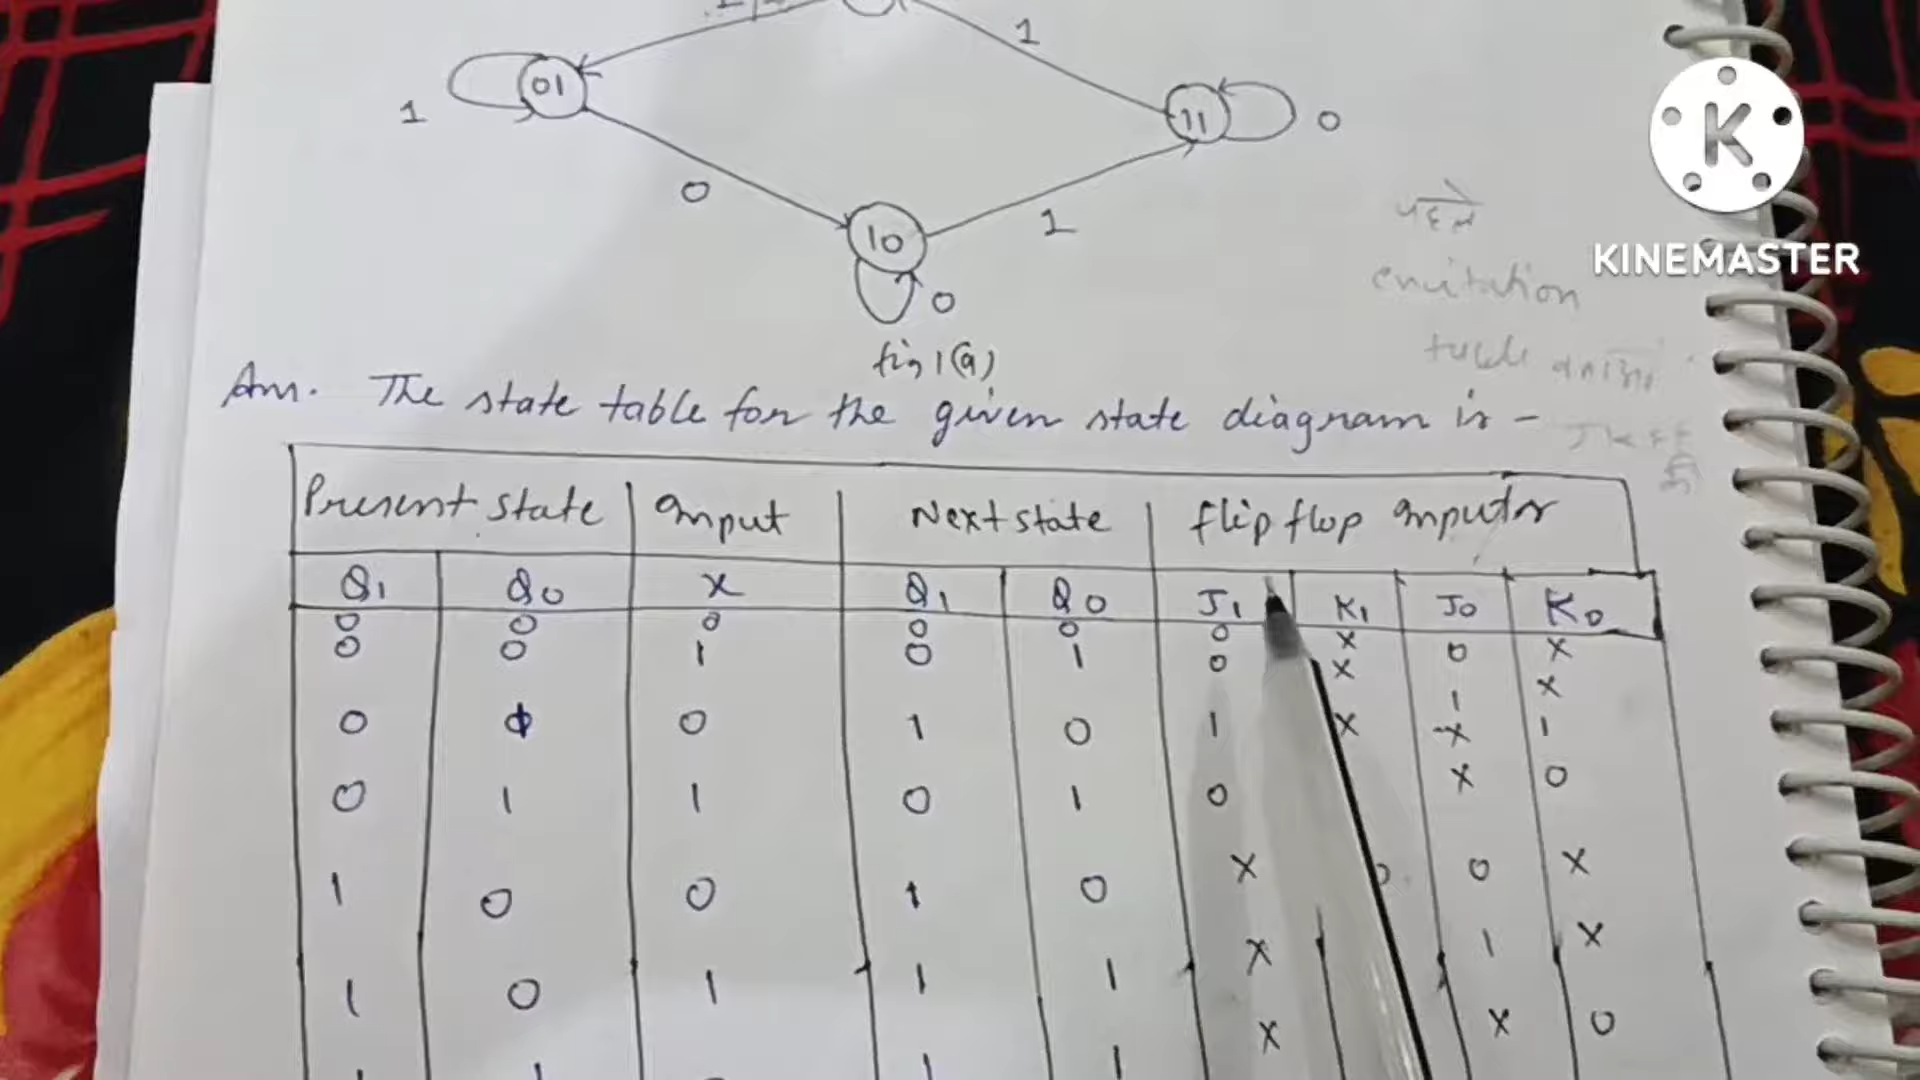 01
1
1
11
0
0
10
1
0
fig 1(a)
KINEMASTER
table
Ans. The state table for the given state diagram is -
Present state Input Next state flip flop inputs
Q1 Q0 X Q1 Q0 J1 K1 J0 K0
0 0 0 0 0 0 X 0 X
0 0 1 0 1 0 X 1 X
0 1 0 1 0 1 X X 1
0 1 1 0 1 0 X 0
1 0 0 1 0 X 0 0 X
1 0 1 1 1 X 1 X
1 1 X X 0